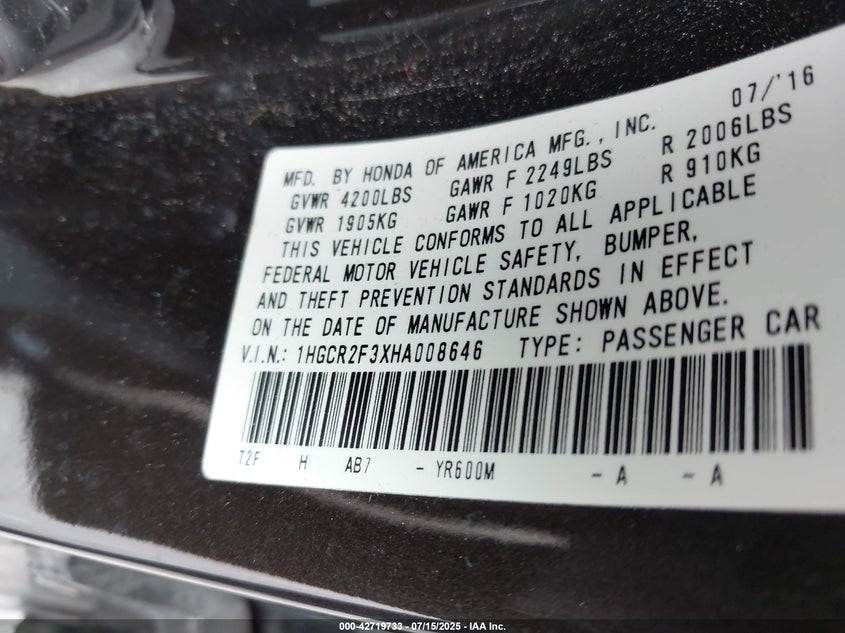 07/'16
MFD. BY HONDA OF AMERICA MFG., INC.
GVWR 4200LBS GAWR F 2249LBS R 2006LBS
GVWR 1905KG GAWR F 1020KG R 910KG
THIS VEHICLE CONFORMS TO ALL APPLICABLE
FEDERAL MOTOR VEHICLE SAFETY, BUMPER,
AND THEFT PREVENTION STANDARDS IN EFFECT
ON THE DATE OF MANUFACTURE SHOWN ABOVE.
V.I.N.: 1HGCR2F3XHA008646 TYPE: PASSENGER CAR
T2F H AB7 - YR600M - A - A
000-42719733 - 07/15/2025 - IAA Inc.